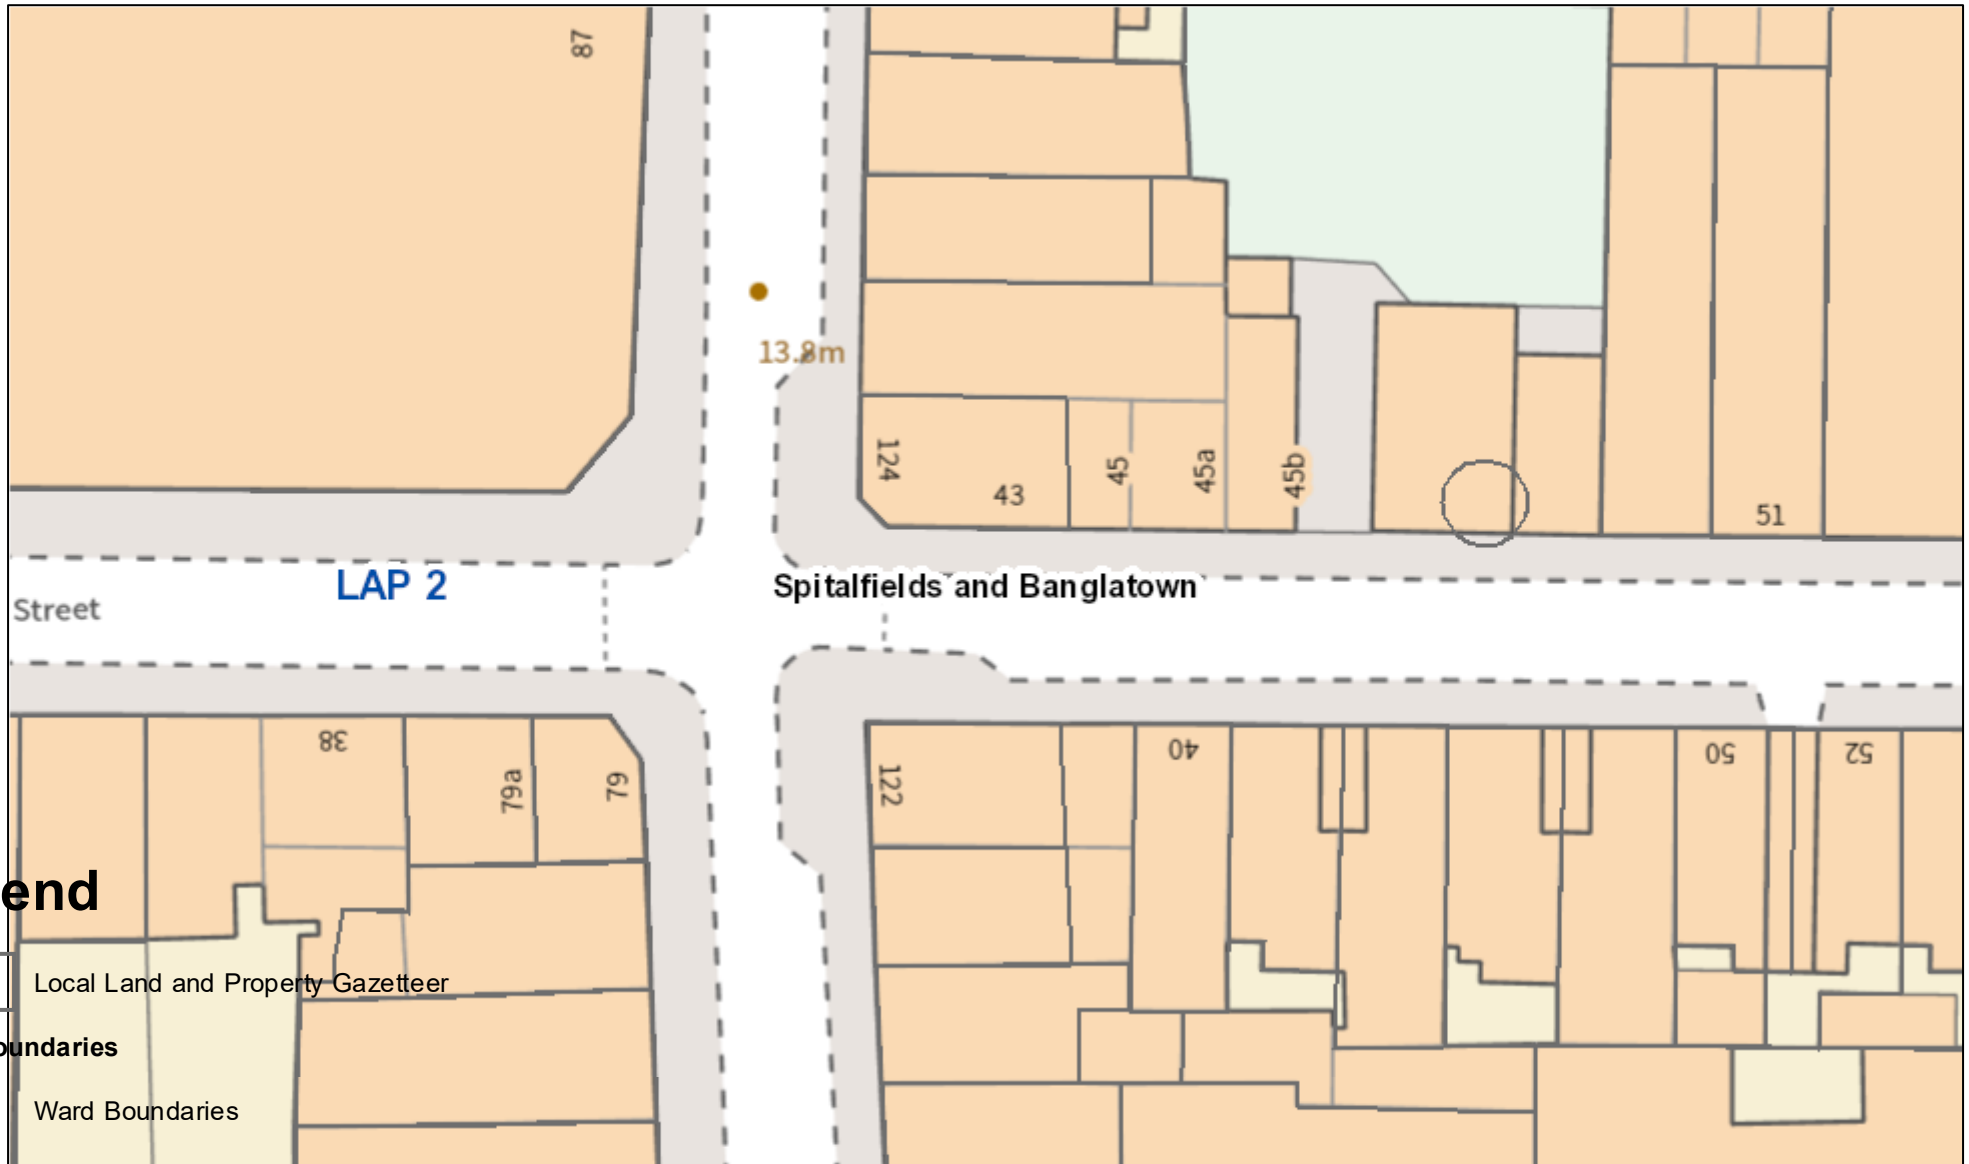 87
13.8m
124
43
45
45a
45b
51
LAP 2
Spitalfields and Banglatown
Street
38
79a
79
122
40
50
52
end
Local Land and Property Gazetteer
oundaries
Ward Boundaries